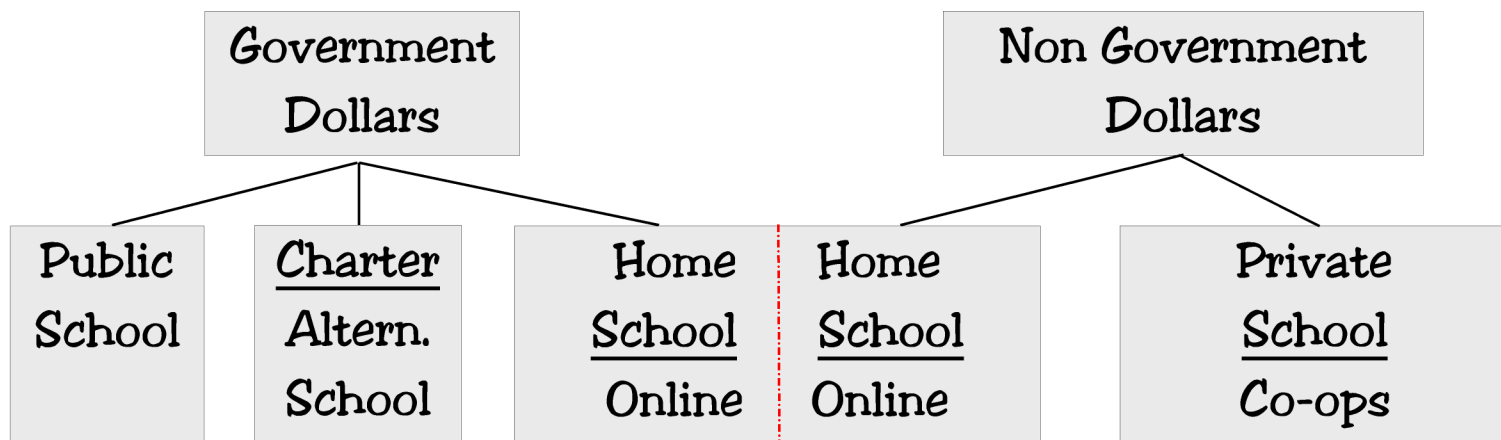 Government
Dollars
Non Government
Dollars
Public
School
Charter
Altern.
School
Home
School
Online
Home
School
Online
Private
School
Co-ops